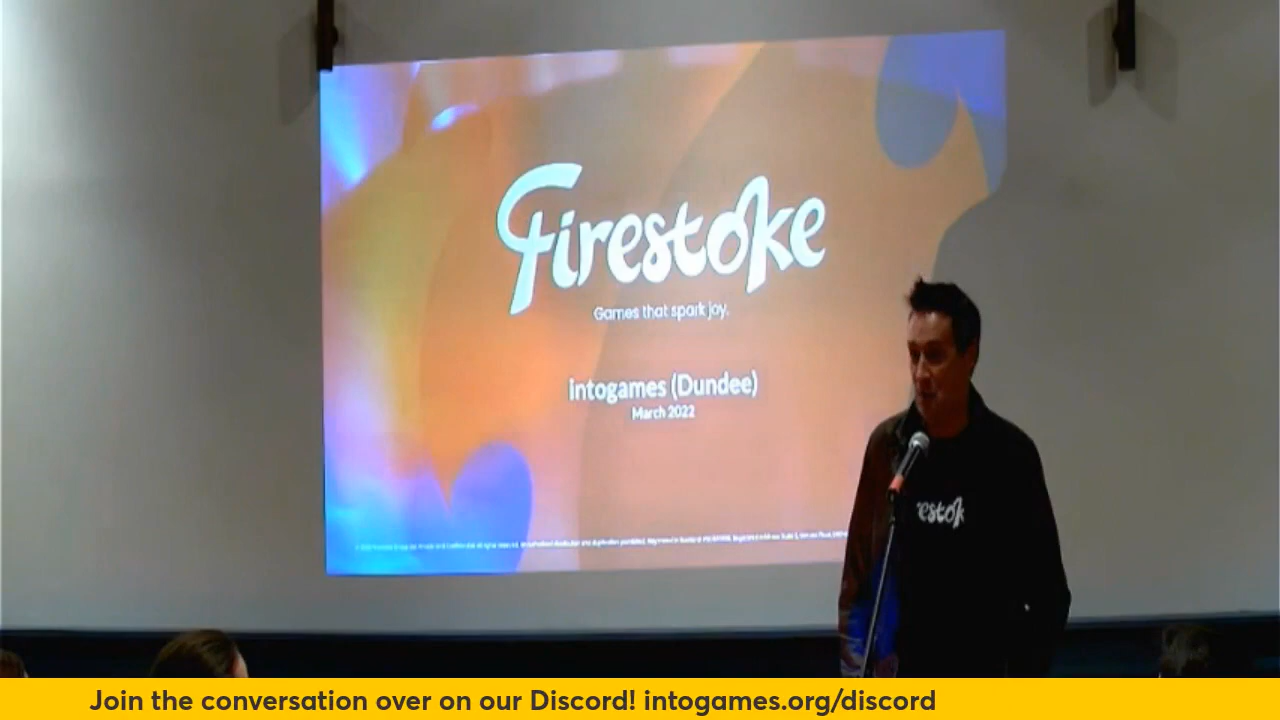 Firestoke
Games that spark joy.
intogames (Dundee)
March 2022
estok
Join the conversation over on our Discord! intogames.org/discord